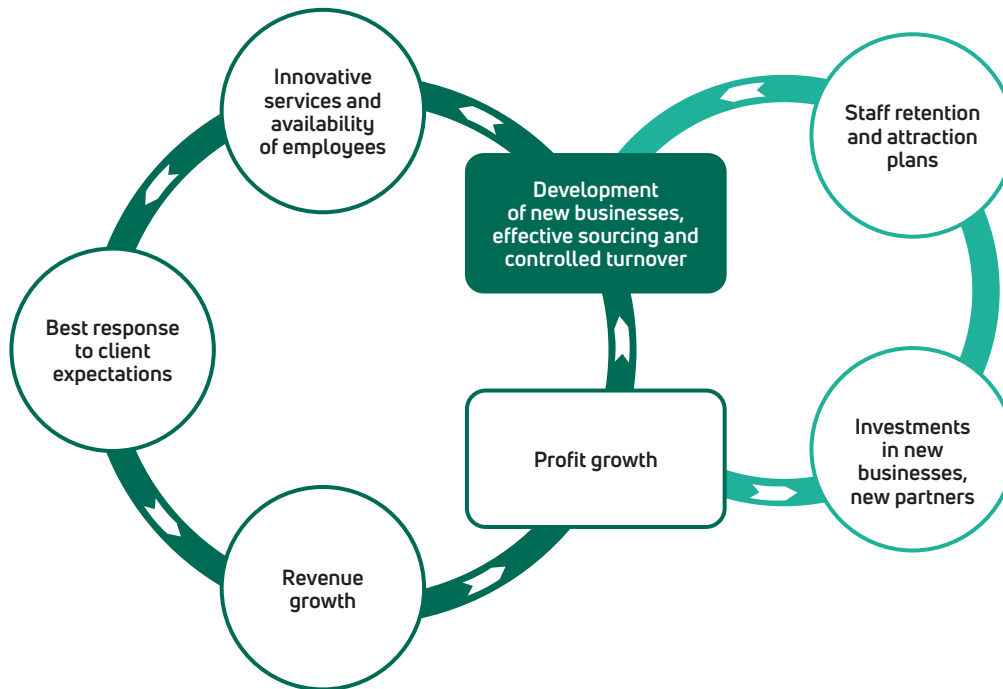 Innovative
services and
availability
of employees
Staff retention
and attraction
plans
Development
of new businesses,
effective sourcing and
controlled turnover
Best response
to client
expectations
Profit growth
Investments
in new
businesses,
new partners
Revenue
growth